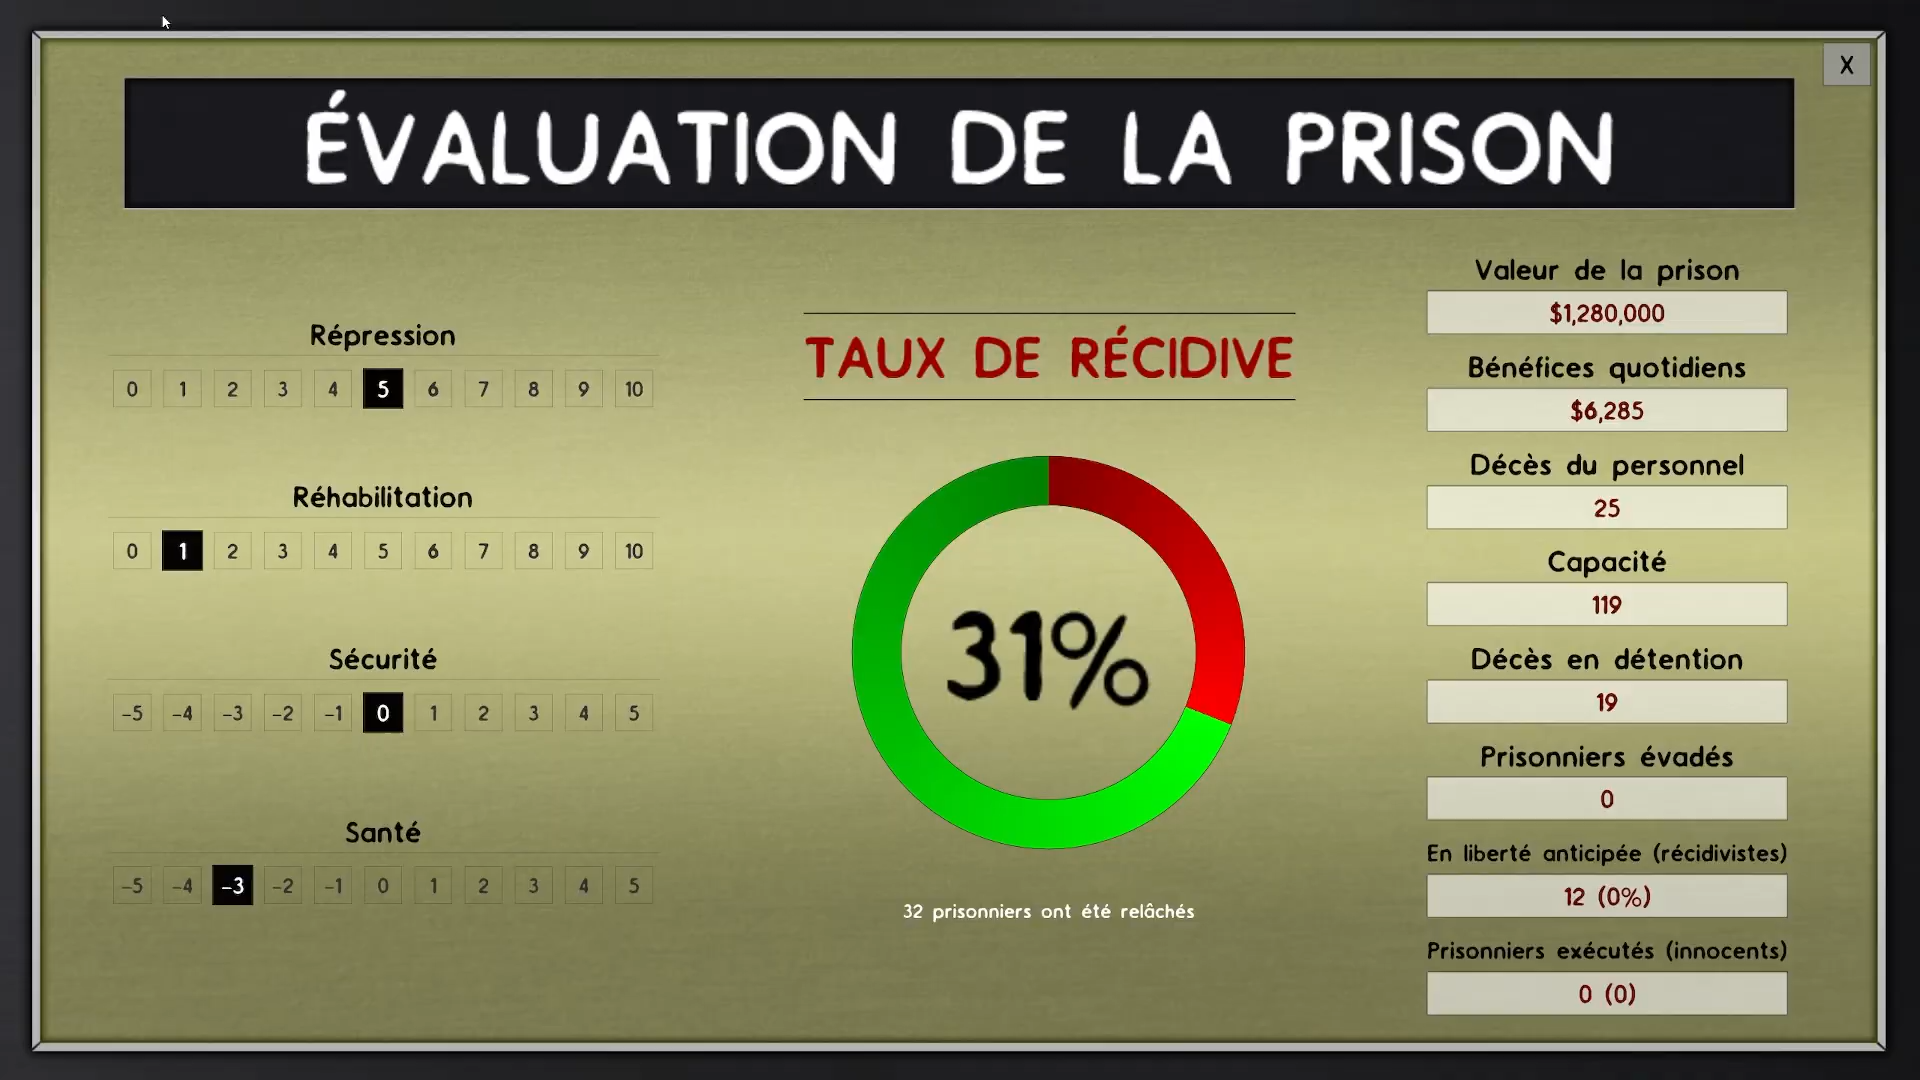 X
ÉVALUATION DE LA PRISON
Répression
0 1 2 3 4 5 6 7 8 9 10
Réhabilitation
0 1 2 3 4 5 6 7 8 9 10
Sécurité
-5 -4 -3 -2 -1 0 1 2 3 4 5
Santé
-5 -4 -3 -2 -1 0 1 2 3 4 5
TAUX DE RÉCIDIVE
31%
32 prisonniers ont été relâchés
Valeur de la prison
$1,280,000
Bénéfices quotidiens
$6,285
Décès du personnel
25
Capacité
119
Décès en détention
19
Prisonniers évadés
0
En liberté anticipée (récidivistes)
12 (0%)
Prisonniers exécutés (innocents)
0 (0)